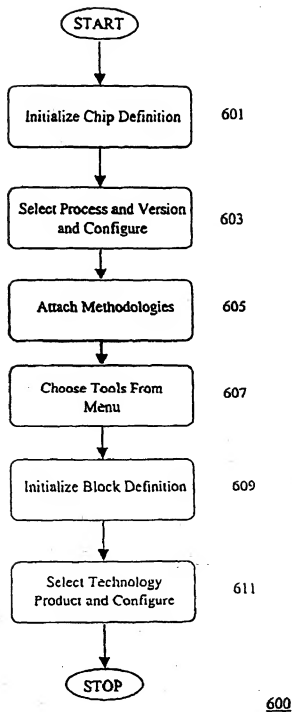 START
Initialize Chip Definition
601
Select Process and Version
and Configure
603
Attach Methodologies
605
Choose Tools From
Menu
607
Initialize Block Definition
609
Select Technology
Product and Configure
611
STOP
600